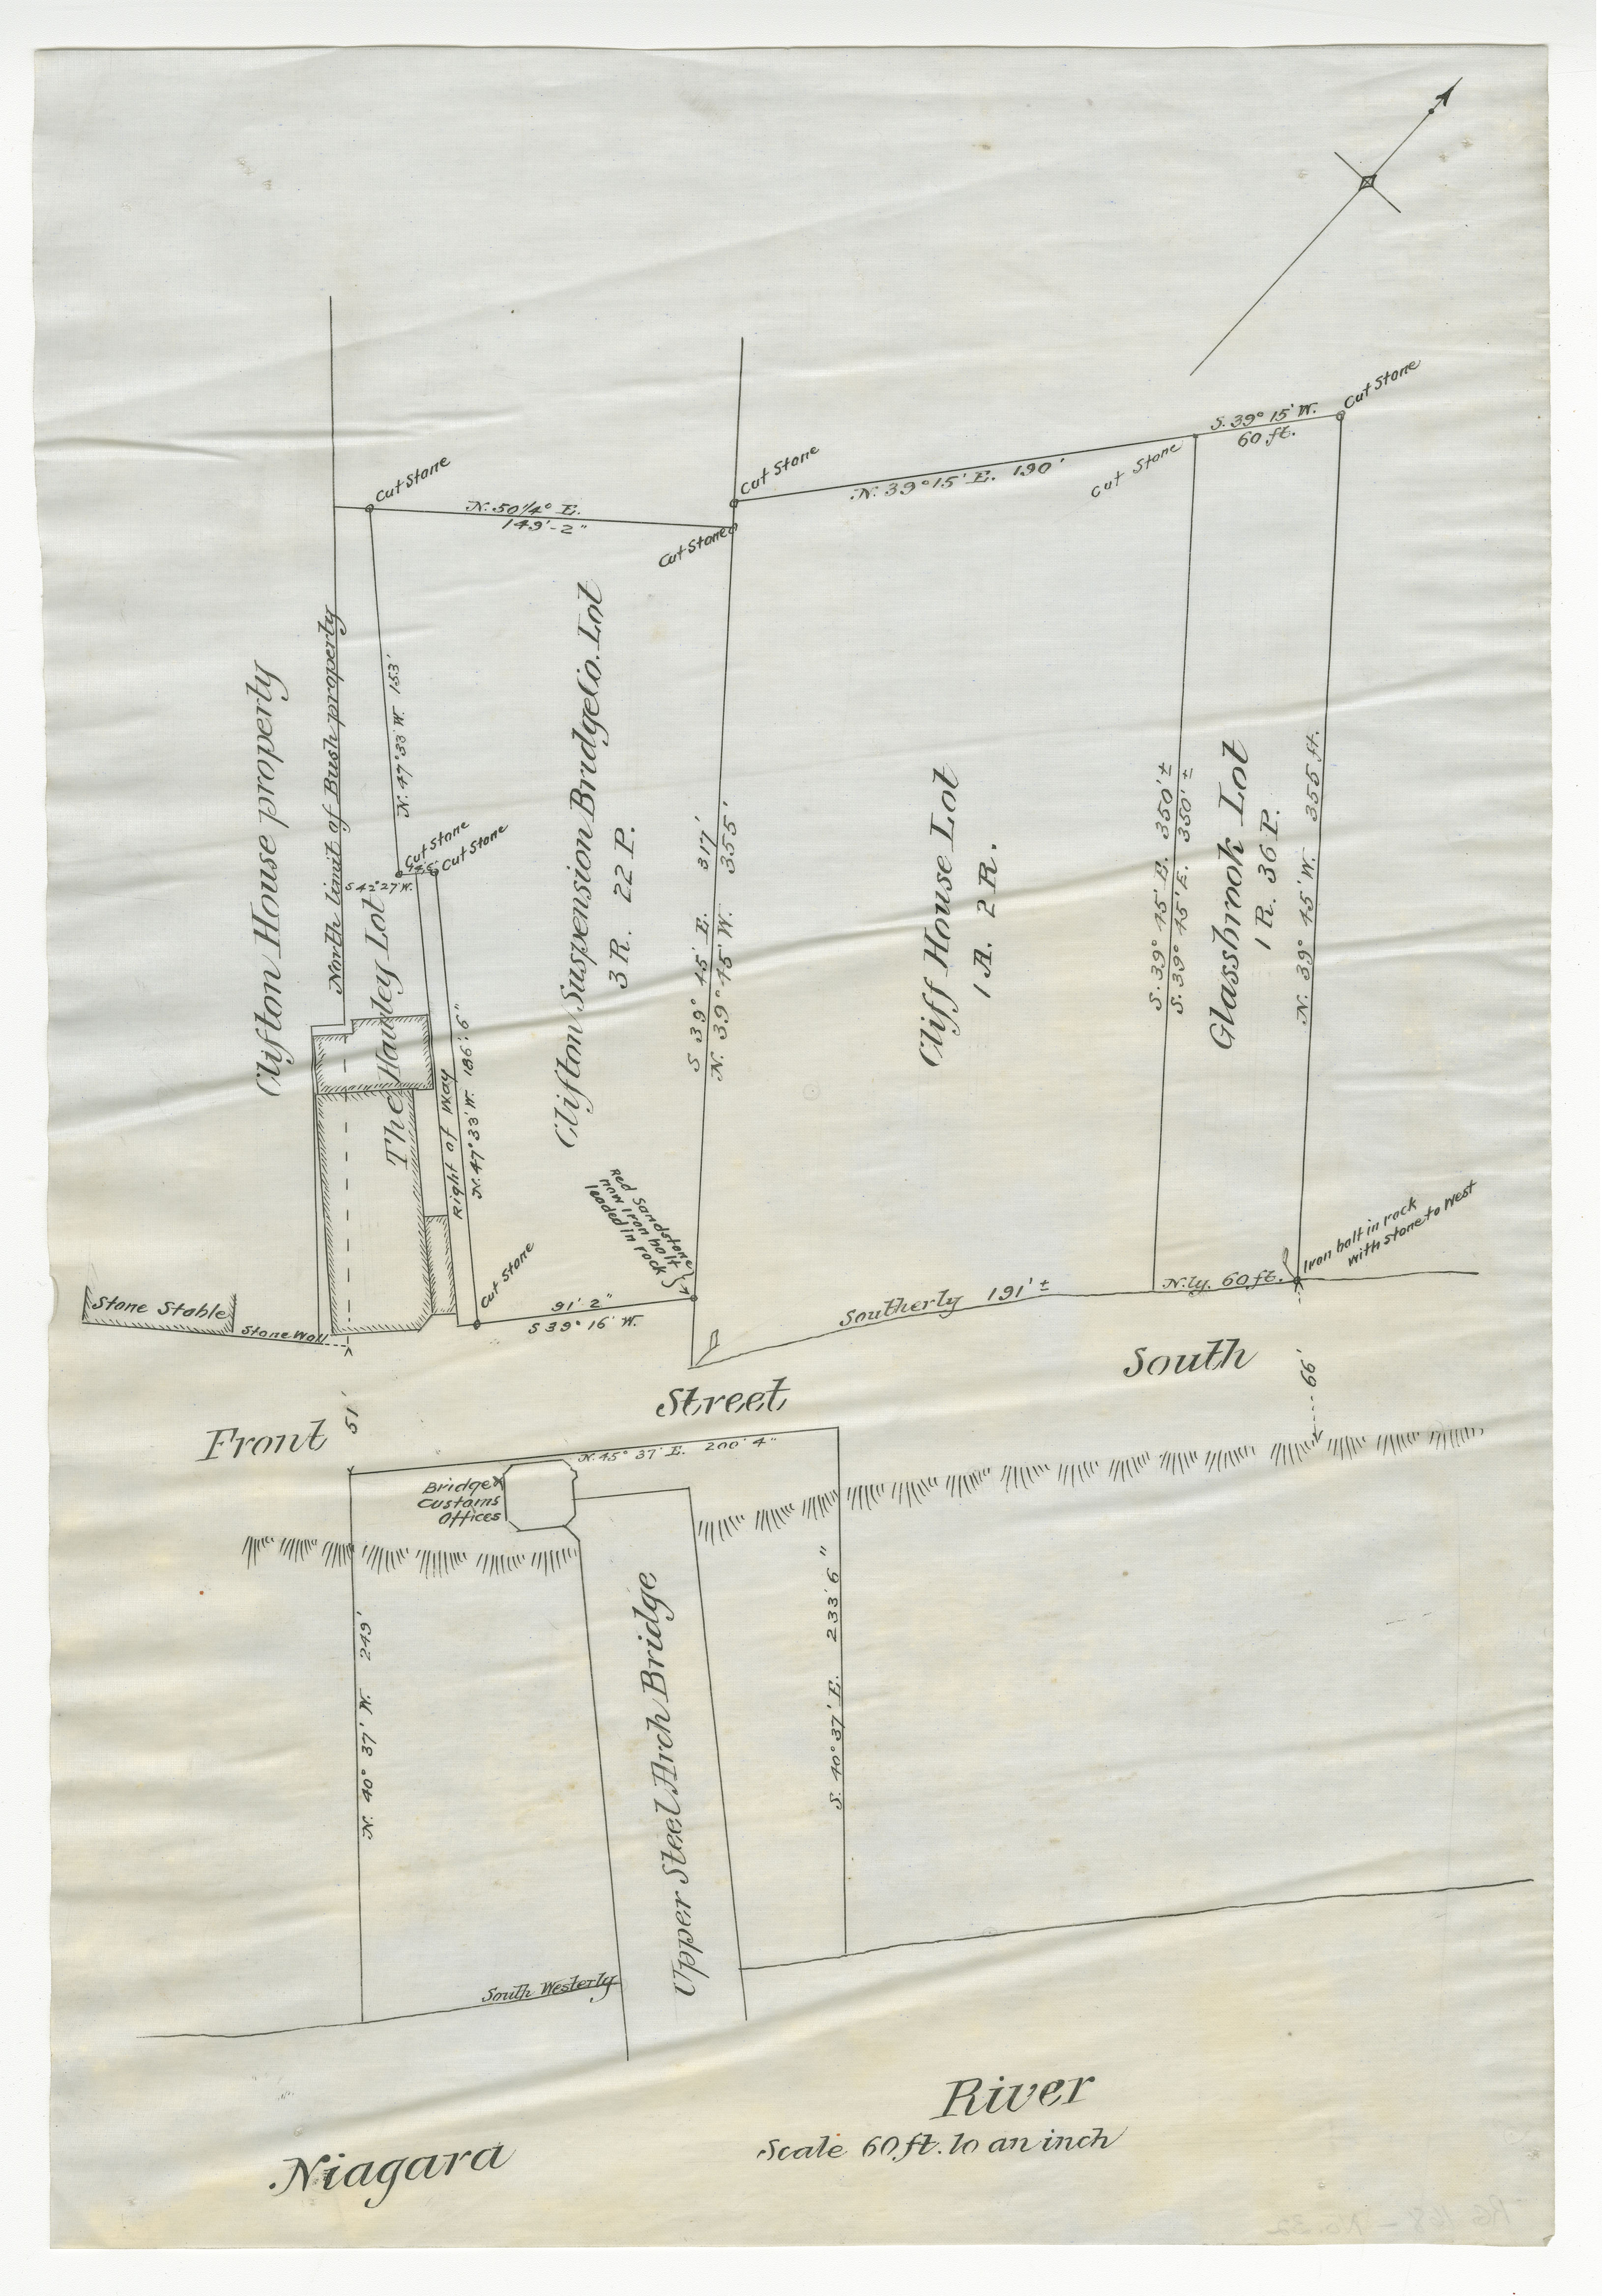 Cut Stone
S. 39° 15' W.
60 ft.
Cut Stone
N. 39° 15' E. 190'
Cut Stone
Cut Stone
N. 50¼° E.
149'-2"
Cut Stone
Clifton House property
North limit of Bush property
N. 47° 33' W. 153'
Cut Stone
Cut Stone
S 42° 27' W.
The Hawley Lot
Right of Way
N. 47° 33' W. 186'. 6"
Clifton Suspension Bridge Co. Lot
3 R. 22 P.
S 39° 45' E. 317'
N. 39° 45' W. 355'
Cliff House Lot
1 A. 2 R.
S. 39° 45' E. 350' ±
S. 39° 45' E. 350' ±
Glassbrook Lot
1 R. 36 P.
N. 39° 45' W. 355 ft.
Red Sandstone
now iron bolt
leaded in rock
Cut Stone
91' 2"
S 39° 16' W.
Southerly 191' ±
N.ly. 60 ft.
Iron bolt in rock
with stone to West
Stone Stable
Stone Wall
51'
66'
Front Street South
N. 45° 37' E. 200' 4"
Bridge &
Customs
Offices
N. 40° 37' W. 249'
Upper Steel Arch Bridge
S. 40° 37' E. 233' 6"
South Westerly
Niagara River
Scale 60 ft. to an inch
RG 168 - No. 32